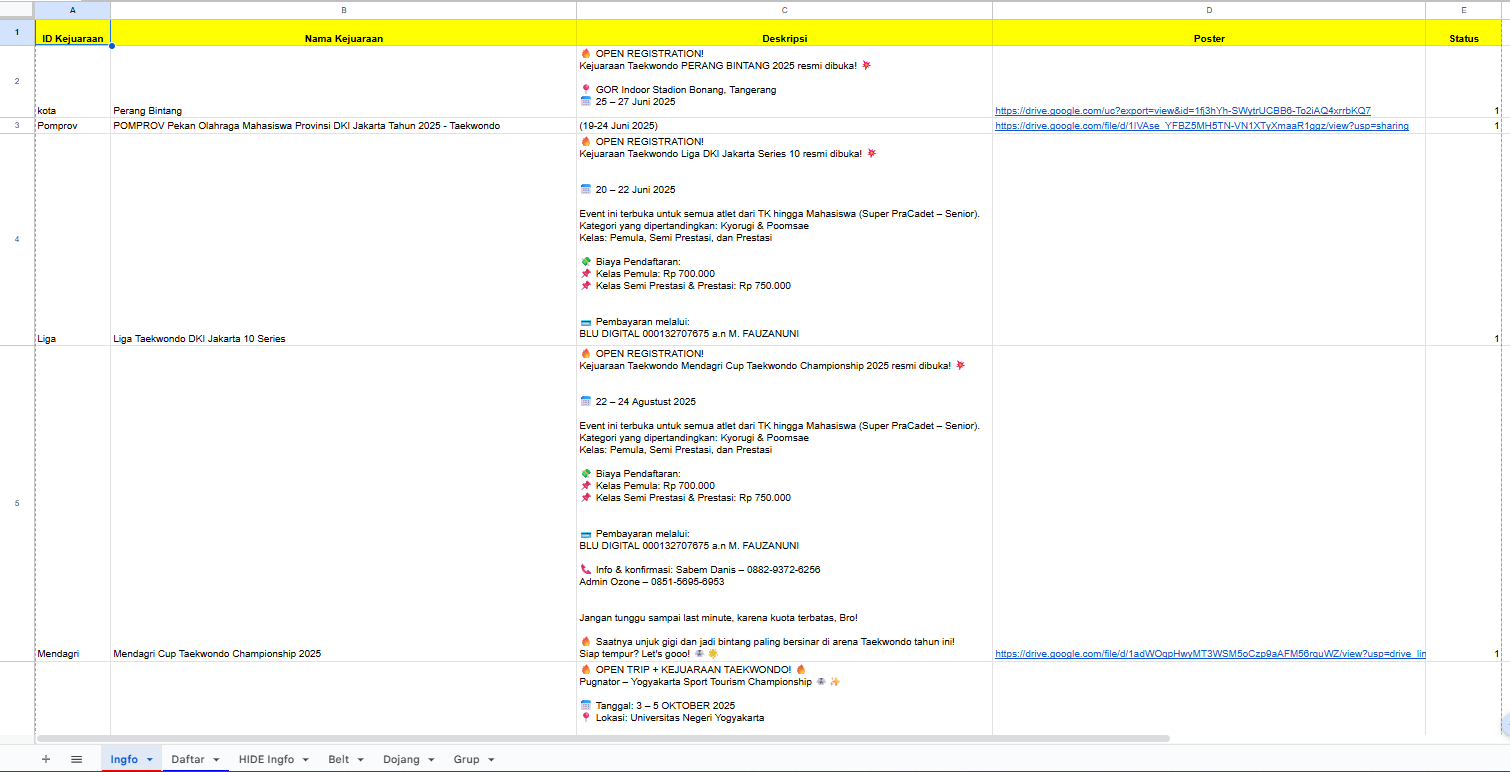 A B C D E
1 ID Kejuaraan Nama Kejuaraan Deskripsi Poster Status
🔥 OPEN REGISTRATION!
Kejuaraan Taekwondo PERANG BINTANG 2025 resmi dibuka! 💥
📍 GOR Indoor Stadion Bonang, Tangerang
🗓️ 25 – 27 Juni 2025
2 kota Perang Bintang https://drive.google.com/uc?export=view&id=1fj3hYh-SWytrUCBB6-To2iAQ4xrrbKQ7 1
3 Pomprov POMPROV Pekan Olahraga Mahasiswa Provinsi DKI Jakarta Tahun 2025 - Taekwondo (19-24 Juni 2025) https://drive.google.com/file/d/1IVAse_YFBZ5MH5TN-VN1XTyXmaaR1ggz/view?usp=sharing 1
🔥 OPEN REGISTRATION!
Kejuaraan Taekwondo Liga DKI Jakarta Series 10 resmi dibuka! 💥
🗓️ 20 – 22 Juni 2025
Event ini terbuka untuk semua atlet dari TK hingga Mahasiswa (Super PraCadet – Senior).
Kategori yang dipertandingkan: Kyorugi & Poomsae
Kelas: Pemula, Semi Prestasi, dan Prestasi
💸 Biaya Pendaftaran:
📌 Kelas Pemula: Rp 700.000
📌 Kelas Semi Prestasi & Prestasi: Rp 750.000
💳 Pembayaran melalui:
BLU DIGITAL 000132707675 a.n M. FAUZANUNI
4 Liga Liga Taekwondo DKI Jakarta 10 Series 1
🔥 OPEN REGISTRATION!
Kejuaraan Taekwondo Mendagri Cup Taekwondo Championship 2025 resmi dibuka! 💥
🗓️ 22 – 24 Agustust 2025
Event ini terbuka untuk semua atlet dari TK hingga Mahasiswa (Super PraCadet – Senior).
Kategori yang dipertandingkan: Kyorugi & Poomsae
Kelas: Pemula, Semi Prestasi, dan Prestasi
💸 Biaya Pendaftaran:
📌 Kelas Pemula: Rp 700.000
📌 Kelas Semi Prestasi & Prestasi: Rp 750.000
💳 Pembayaran melalui:
BLU DIGITAL 000132707675 a.n M. FAUZANUNI
📞 Info & konfirmasi: Sabem Danis – 0882-9372-6256
Admin Ozone – 0851-5695-6953
Jangan tunggu sampai last minute, karena kuota terbatas, Bro!
🔥 Saatnya unjuk gigi dan jadi bintang paling bersinar di arena Taekwondo tahun ini!
Siap tempur? Let's gooo! 🥋🌟
5 Mendagri Mendagri Cup Taekwondo Championship 2025 https://drive.google.com/file/d/1adWOqpHwyMT3WSM5oCzp9aAFM56rguWZ/view?usp=drive_lin 1
🔥 OPEN TRIP + KEJUARAAN TAEKWONDO! 🔥
Pugnator – Yogyakarta Sport Tourism Championship 🥋✨
🗓️ Tanggal: 3 – 5 OKTOBER 2025
📍 Lokasi: Universitas Negeri Yogyakarta
+ Ingfo Daftar HIDE Ingfo Belt Dojang Grup